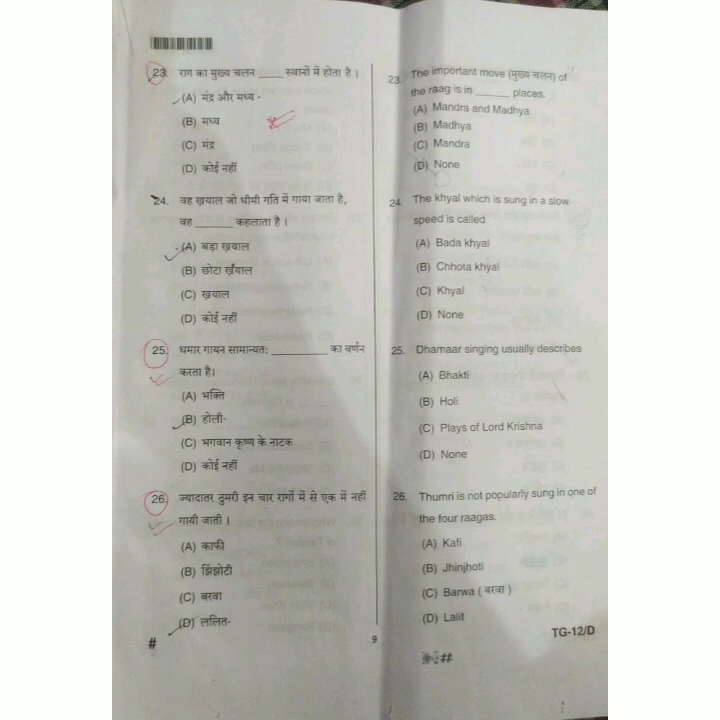 23. राग का मुख्य चलन _____ स्थानों में होता है ।
(A) मंद्र और मध्य
(B) मध्य
(C) मंद्र
(D) कोई नहीं
24. वह ख़याल जो धीमी गति में गाया जाता है,
वह _______ कहलाता है ।
(A) बड़ा ख़याल
(B) छोटा ख़ॅयाल
(C) ख़याल
(D) कोई नहीं
25. धमार गायन सामान्यतः __________ का वर्णन
करता है।
(A) भक्ति
(B) होली
(C) भगवान कृष्ण के नाटक
(D) कोई नहीं
26. ज्यादातर ठुमरी इन चार रागों में से एक में नहीं
गायी जाती ।
(A) काफी
(B) झिंझोटी
(C) बरवा
(D) ललित
#
23. The important move (मुख्य चलन) of
the raag is in _______ places.
(A) Mandra and Madhya
(B) Madhya
(C) Mandra
(D) None
24. The khyal which is sung in a slow
speed is called
(A) Bada khyal
(B) Chhota khyal
(C) Khyal
(D) None
25. Dhamaar singing usually describes
(A) Bhakti
(B) Holi
(C) Plays of Lord Krishna
(D) None
26. Thumri is not popularly sung in one of
the four raagas.
(A) Kafi
(B) Jhinjhoti
(C) Barwa ( बरवा )
(D) Lalit
9
TG-12/D
##